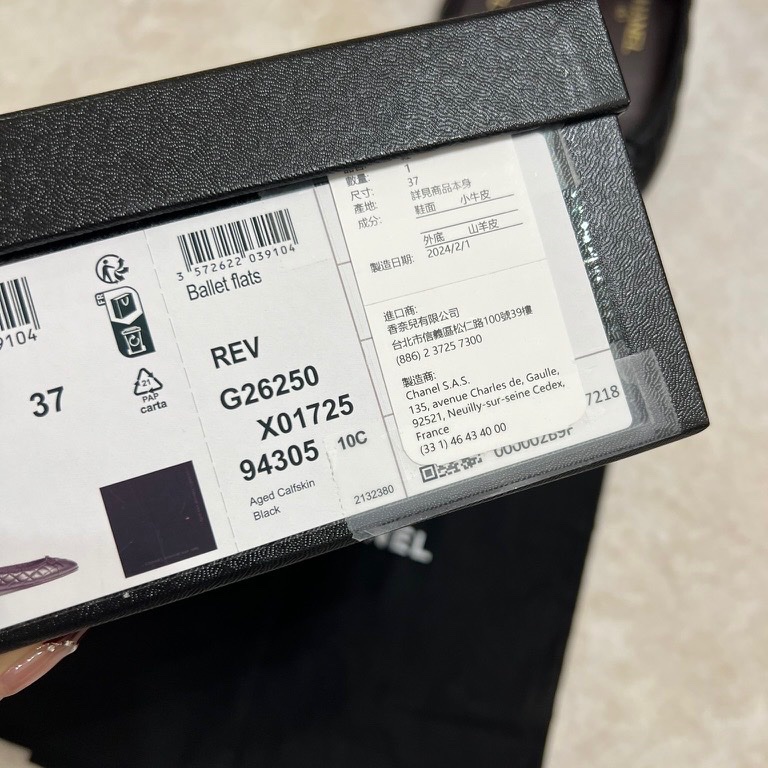 9104
37
21
PAP
carta
3 572622 039104
Ballet flats
REV
G26250
X01725
94305 10C
Aged Calfskin
Black
2132380
數量: 1
尺寸: 37
產地: 詳見商品本身
成分: 鞋面 小牛皮
外底 山羊皮
製造日期: 2024/2/1
進口商:
香奈兒有限公司
台北市信義區松仁路100號39樓
(886) 2 3725 7300
製造商:
Chanel S.A.S.
135, avenue Charles de, Gaulle,
92521, Neuilly-sur-seine Cedex,
France
(33 1) 46 43 40 00
7218